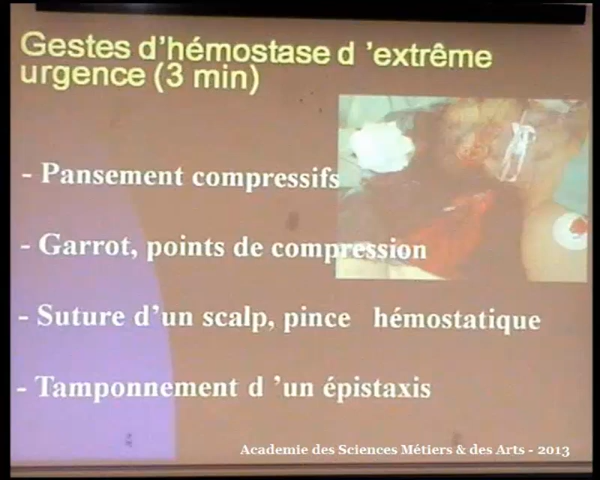 Gestes d’hémostase d ’extrême
urgence (3 min)
- Pansement compressifs
- Garrot, points de compression
- Suture d’un scalp, pince hémostatique
- Tamponnement d ’un épistaxis
Academie des Sciences Métiers & des Arts - 2013